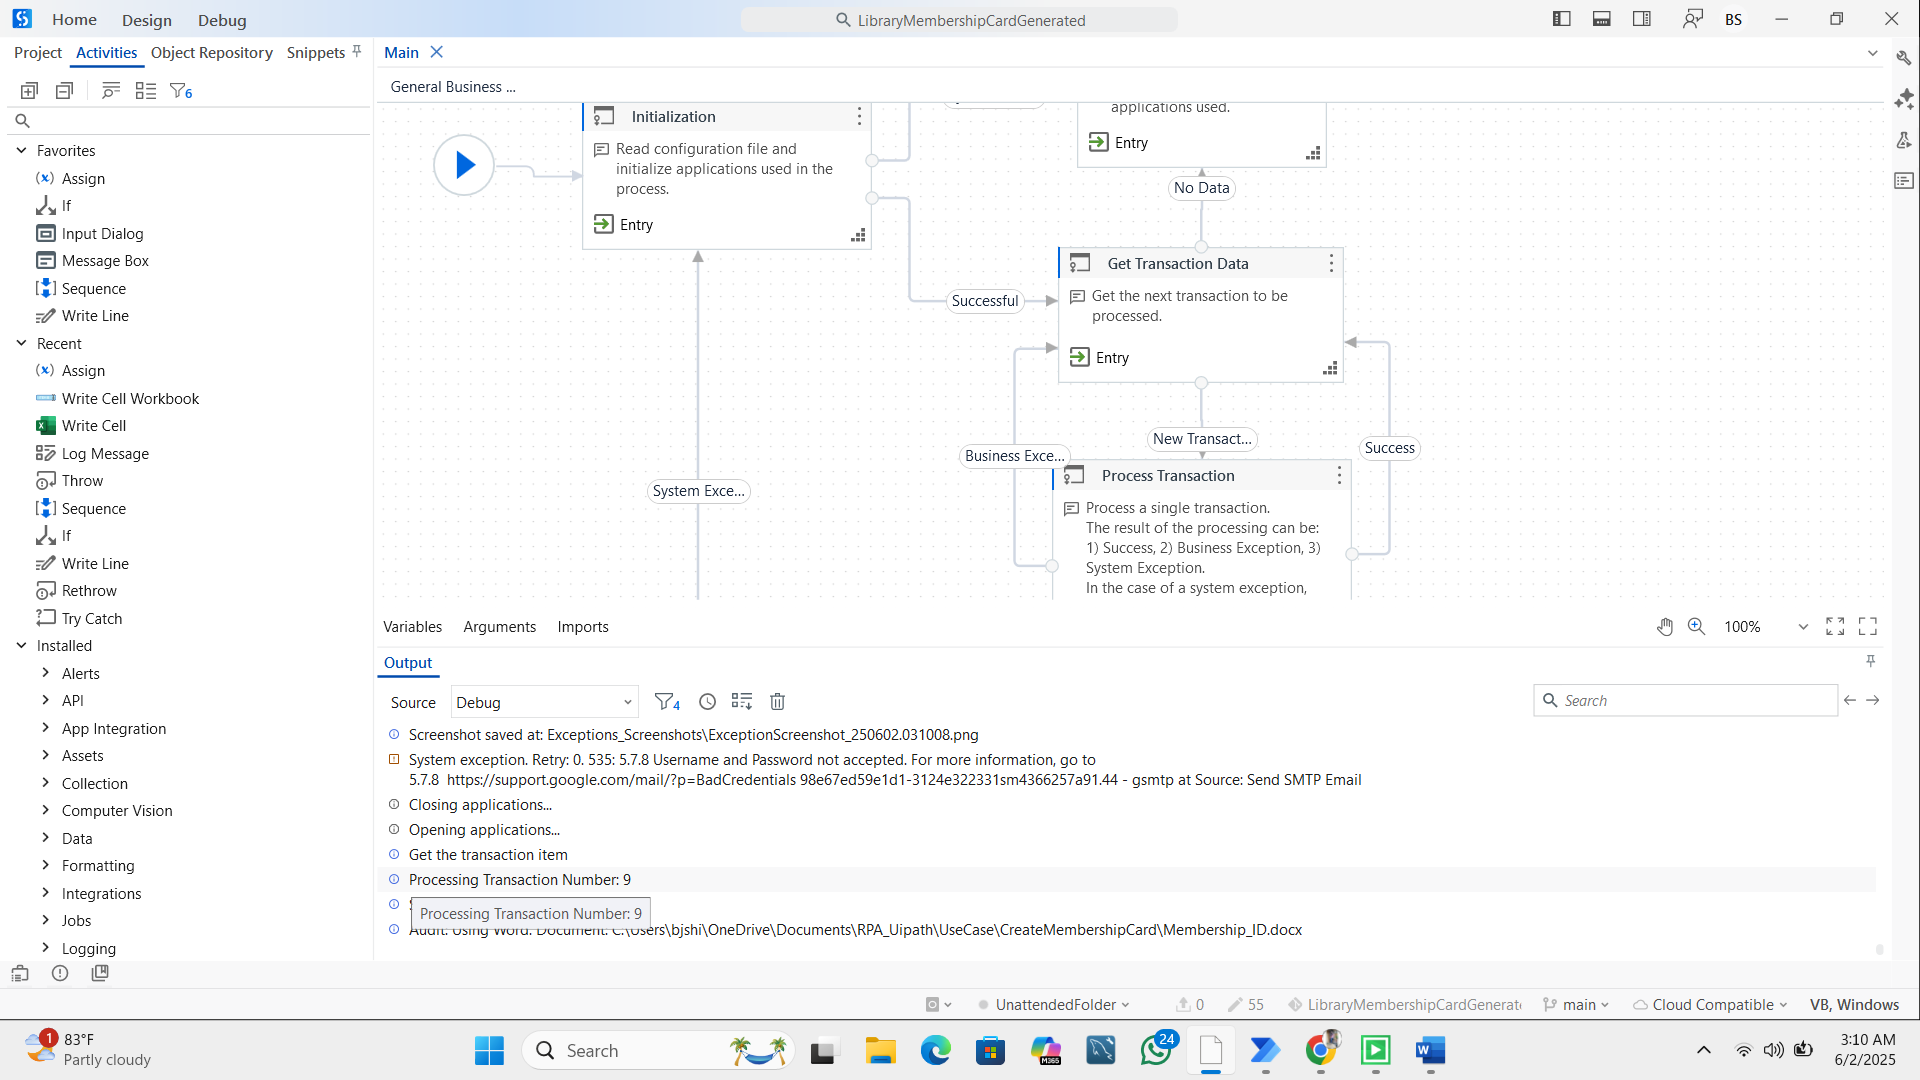 Home Design Debug
LibraryMembershipCardGenerated
BS
Project Activities Object Repository Snippets
Main
6
General Business ...
Favorites
Assign
If
Input Dialog
Message Box
Sequence
Write Line
Recent
Assign
Write Cell Workbook
Write Cell
Log Message
Throw
Sequence
If
Write Line
Rethrow
Try Catch
Installed
Alerts
API
App Integration
Assets
Collection
Computer Vision
Data
Formatting
Integrations
Jobs
Logging
Initialization
Read configuration file and
initialize applications used in the
process.
Entry
applications used.
Entry
No Data
Get Transaction Data
Get the next transaction to be
processed.
Entry
Successful
New Transact...
Business Exce...
Success
System Exce...
Process Transaction
Process a single transaction.
The result of the processing can be:
1) Success, 2) Business Exception, 3)
System Exception.
In the case of a system exception,
Variables Arguments Imports
100%
Output
Source Debug
4
Search
Screenshot saved at: Exceptions_Screenshots\ExceptionScreenshot_250602.031008.png
System exception. Retry: 0. 535: 5.7.8 Username and Password not accepted. For more information, go to
5.7.8 https://support.google.com/mail/?p=BadCredentials 98e67ed59e1d1-3124e322331sm4366257a91.44 - gsmtp at Source: Send SMTP Email
Closing applications...
Opening applications...
Get the transaction item
Processing Transaction Number: 9
Processing Transaction Number: 9
Audit: Using Word. Document: C:\Users\bjshi\OneDrive\Documents\RPA_Uipath\UseCase\CreateMembershipCard\Membership_ID.docx
UnattendedFolder 0 55 LibraryMembershipCardGenerate main Cloud Compatible VB, Windows
1
83°F
Partly cloudy
Search
M365
24
3:10 AM
6/2/2025